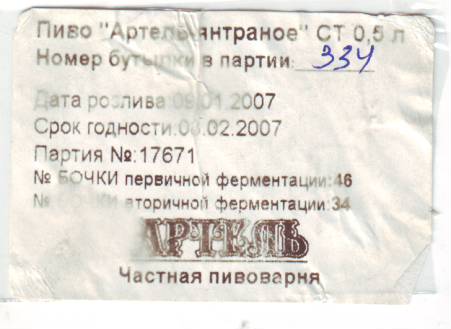 Пиво "Артель-янтраное" СТ 0,5 л
Номер бутылки в партии: 334
Дата розлива:09.01.2007
Срок годности:08.02.2007
Партия №:17671
№ БОЧКИ первичной ферментации:46
№ БОЧКИ вторичной ферментации:34
АРТЕЛЬ
Частная пивоварня